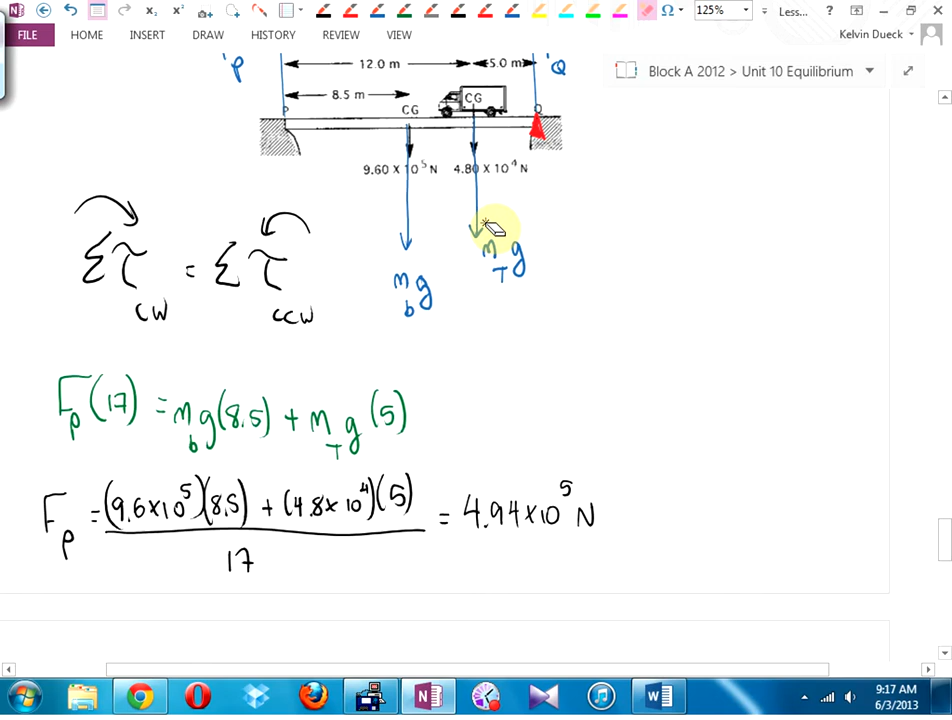 125% Less... ?
FILE HOME INSERT DRAW HISTORY REVIEW VIEW Kelvin Dueck
Block A 2012 > Unit 10 Equilibrium
P 12.0 m 5.0 m Q
8.5 m
CG
P CG Q
9.60 X 10⁵ N 4.80 X 10⁴ N
m_T g
m_b g
Στ_CW = Στ_CCW
F_P (17) = m_b g (8.5) + m_T g (5)
F_P = (9.6x10⁵)(8.5) + (4.8x10⁴)(5) = 4.94x10⁵ N
17
9:17 AM
6/3/2013